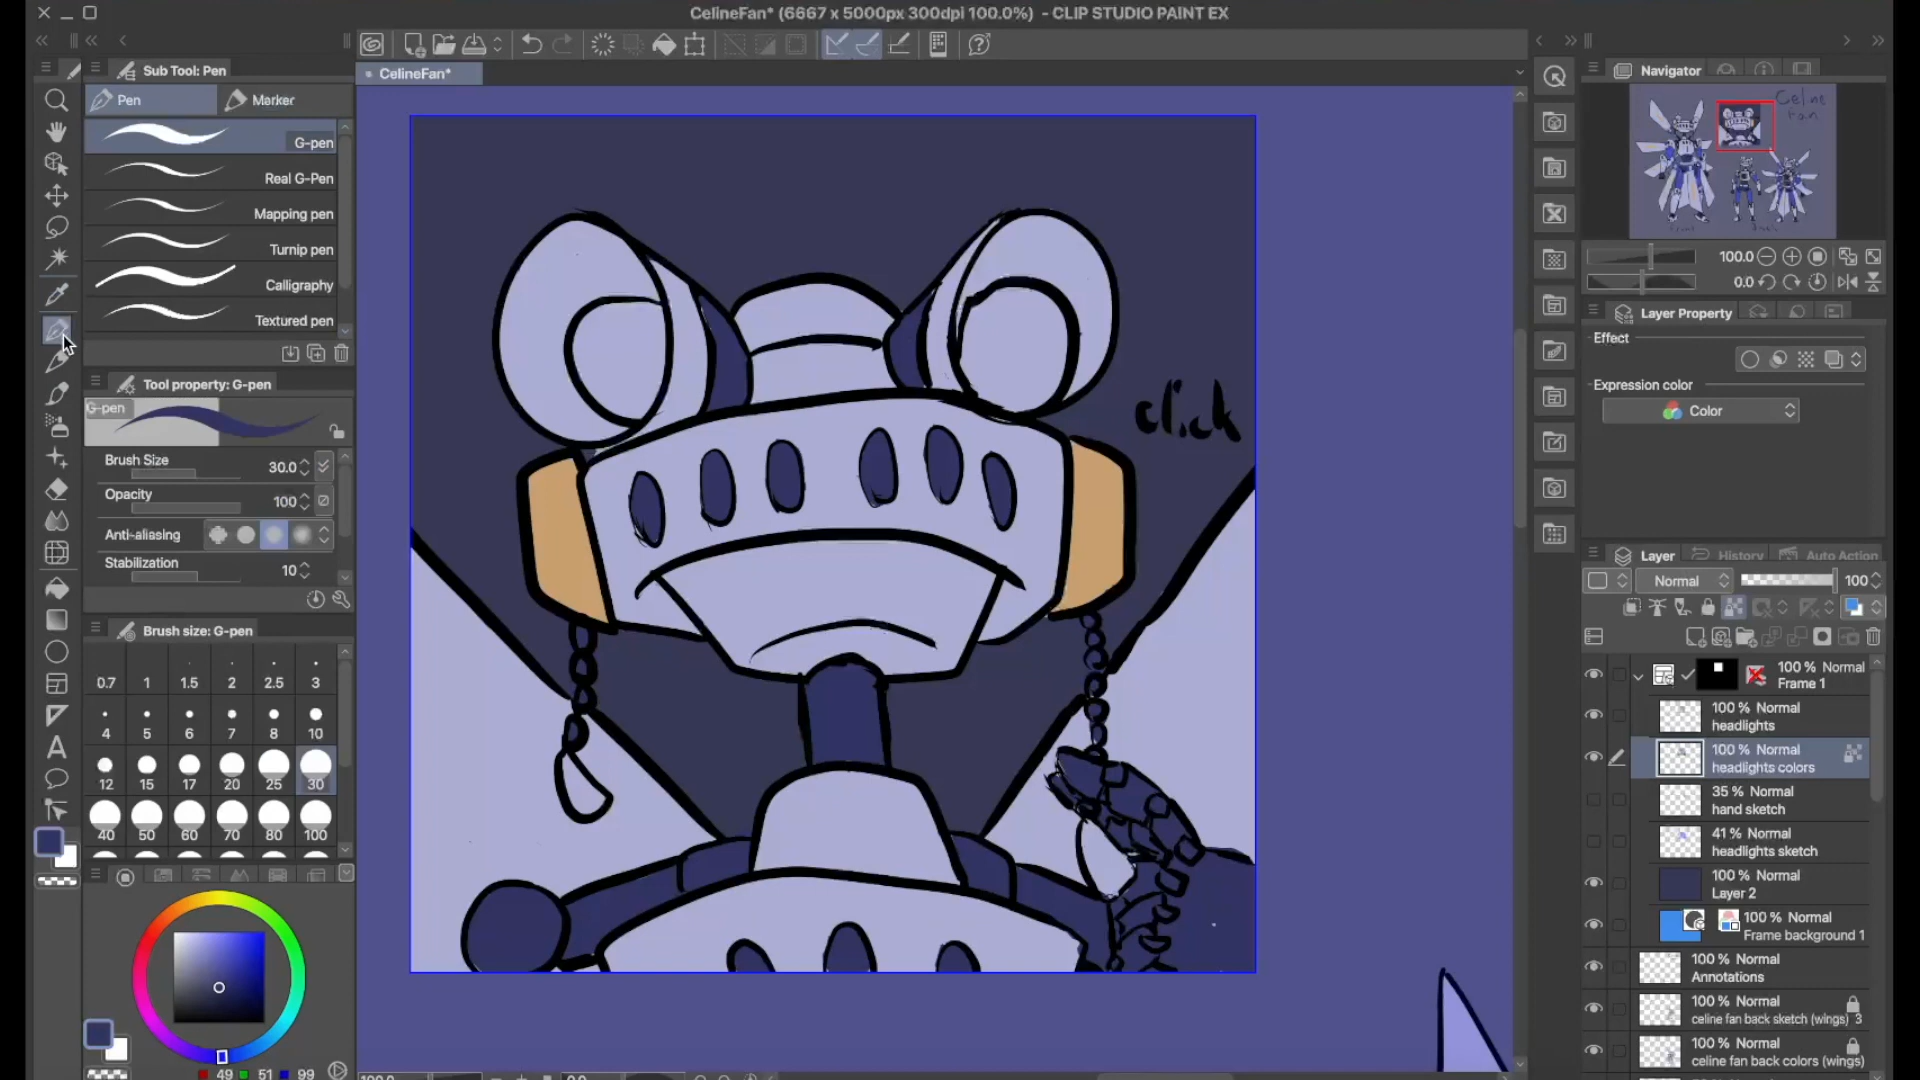 CelineFan* (6667 x 5000px 300dpi 100.0%) - CLIP STUDIO PAINT EX
CelineFan*
Sub Tool: Pen
Pen
Marker
G-pen
Real G-Pen
Mapping pen
Turnip pen
Calligraphy
Textured pen
Tool property: G-pen
G-pen
Brush Size 30.0
Opacity 100
Anti-aliasing
Stabilization 10
Brush size: G-pen
0.7 1 1.5 2 2.5 3
4 5 6 7 8 10
12 15 17 20 25 30
40 50 60 70 80 100
49 51 99
click
Navigator
Celine
Fan
100.0
0.0
Layer Property
Effect
Expression color
Color
Layer History Auto Action
Normal 100
100 % Normal
Frame 1
100 % Normal
headlights
100 % Normal
headlights colors
35 % Normal
hand sketch
41 % Normal
headlights sketch
100 % Normal
Layer 2
100 % Normal
Frame background 1
100 % Normal
Annotations
100 % Normal
celine fan back sketch (wings) 3
100 % Normal
celine fan back colors (wings)